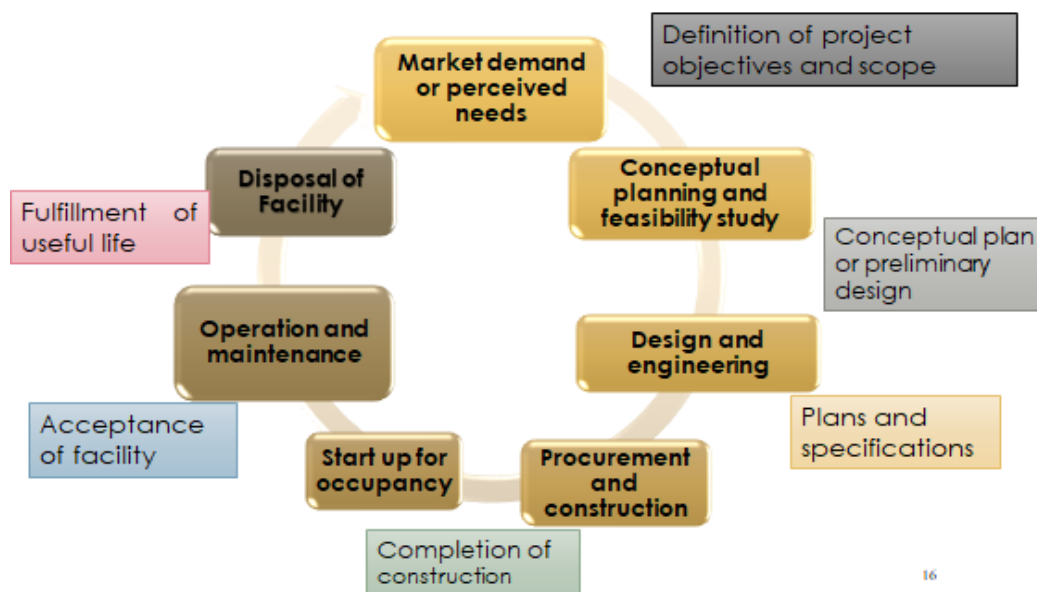 Market demand
or perceived
needs
Definition of project
objectives and scope
Conceptual
planning and
feasibility study
Conceptual plan
or preliminary
design
Design and
engineering
Plans and
specifications
Procurement
and
construction
Completion of
construction
Start up for
occupancy
Acceptance
of facility
Operation and
maintenance
Fulfillment of
useful life
Disposal of
Facility
16